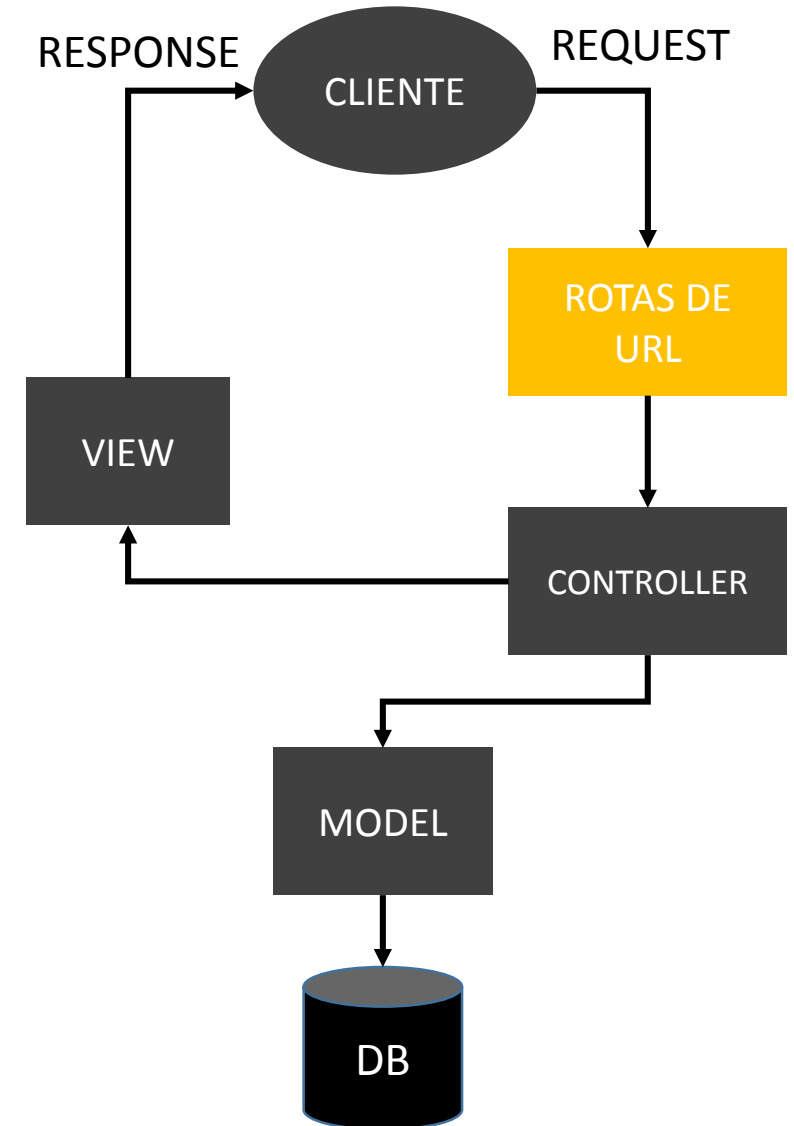 RESPONSE
REQUEST
CLIENTE
ROTAS DE
URL
VIEW
CONTROLLER
MODEL
DB